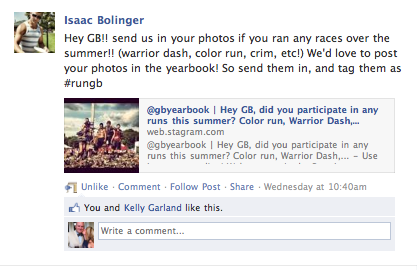 Isaac Bolinger
Hey GB!! send us in your photos if you ran any races over the
summer!! (warrior dash, color run, crim, etc!) We'd love to post
your photos in the yearbook! So send them in, and tag them as
#rungb
@gbyearbook | Hey GB, did you participate in any
runs this summer? Color run, Warrior Dash,...
web.stagram.com
@gbyearbook | Hey GB, did you participate in any
runs this summer? Color run, Warrior Dash,... - Use
Unlike · Comment · Follow Post · Share · Wednesday at 10:40am
You and Kelly Garland like this.
Write a comment...